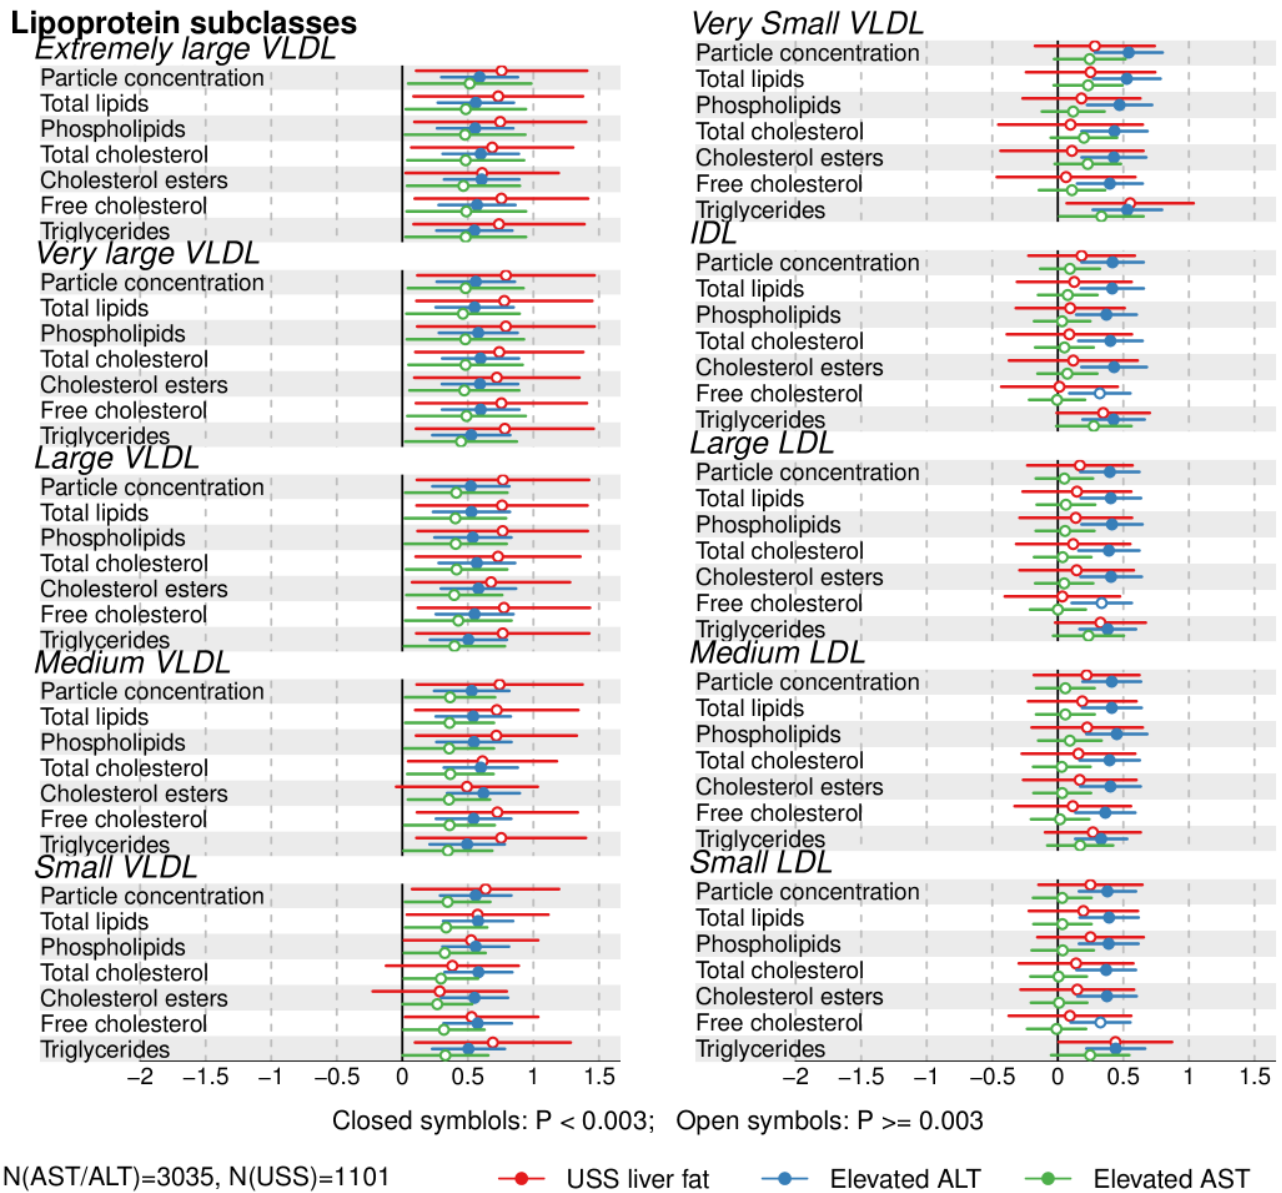 Lipoprotein subclasses
Extremely large VLDL
Particle concentration
Total lipids
Phospholipids
Total cholesterol
Cholesterol esters
Free cholesterol
Triglycerides
Very large VLDL
Particle concentration
Total lipids
Phospholipids
Total cholesterol
Cholesterol esters
Free cholesterol
Triglycerides
Large VLDL
Particle concentration
Total lipids
Phospholipids
Total cholesterol
Cholesterol esters
Free cholesterol
Triglycerides
Medium VLDL
Particle concentration
Total lipids
Phospholipids
Total cholesterol
Cholesterol esters
Free cholesterol
Triglycerides
Small VLDL
Particle concentration
Total lipids
Phospholipids
Total cholesterol
Cholesterol esters
Free cholesterol
Triglycerides
−2 −1.5 −1 −0.5 0 0.5 1 1.5
Very Small VLDL
Particle concentration
Total lipids
Phospholipids
Total cholesterol
Cholesterol esters
Free cholesterol
Triglycerides
IDL
Particle concentration
Total lipids
Phospholipids
Total cholesterol
Cholesterol esters
Free cholesterol
Triglycerides
Large LDL
Particle concentration
Total lipids
Phospholipids
Total cholesterol
Cholesterol esters
Free cholesterol
Triglycerides
Medium LDL
Particle concentration
Total lipids
Phospholipids
Total cholesterol
Cholesterol esters
Free cholesterol
Triglycerides
Small LDL
Particle concentration
Total lipids
Phospholipids
Total cholesterol
Cholesterol esters
Free cholesterol
Triglycerides
−2 −1.5 −1 −0.5 0 0.5 1 1.5
Closed symblols: P < 0.003; Open symbols: P >= 0.003
N(AST/ALT)=3035, N(USS)=1101
USS liver fat
Elevated ALT
Elevated AST